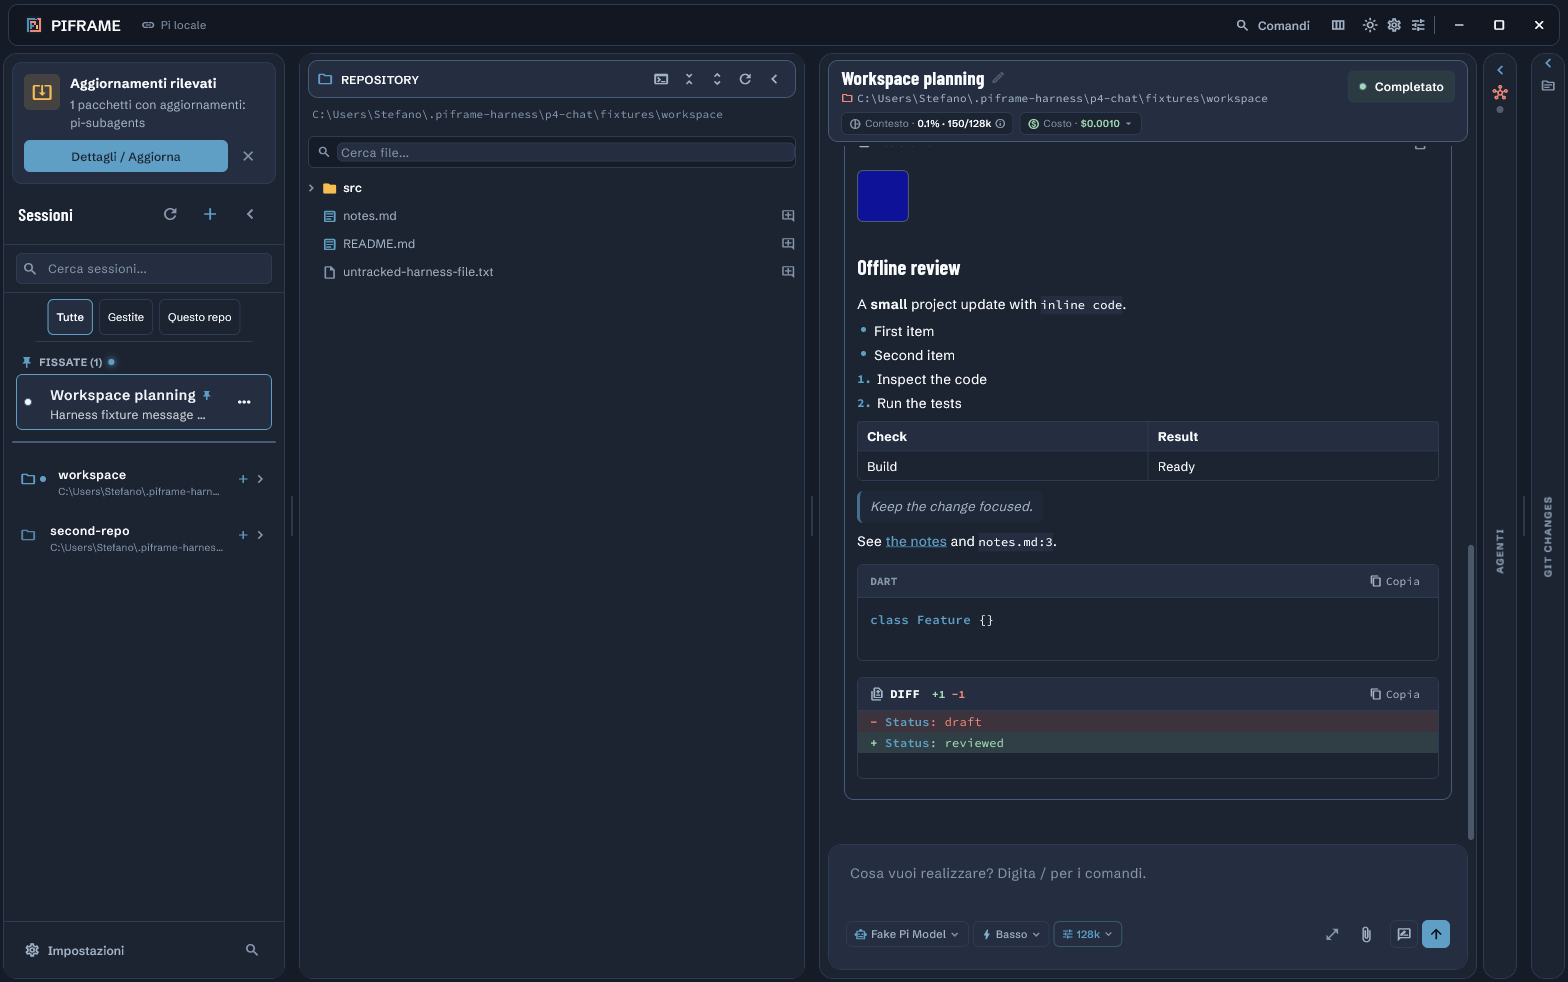 PIFRAME
Pi locale
Comandi
Aggiornamenti rilevati
1 pacchetti con aggiornamenti:
pi-subagents
Dettagli / Aggiorna
Sessioni
Cerca sessioni...
Tutte
Gestite
Questo repo
FISSATE (1)
Workspace planning
Harness fixture message ...
workspace
C:\Users\Stefano\.piframe-harn...
second-repo
C:\Users\Stefano\.piframe-harnes...
Impostazioni
REPOSITORY
C:\Users\Stefano\.piframe-harness\p4-chat\fixtures\workspace
Cerca file...
src
notes.md
README.md
untracked-harness-file.txt
Workspace planning
C:\Users\Stefano\.piframe-harness\p4-chat\fixtures\workspace
Completato
Contesto · 0.1% · 150/128k
Costo · $0.0010
Offline review
A small project update with inline code.
• First item
• Second item
1. Inspect the code
2. Run the tests
Check Result
Build Ready
Keep the change focused.
See the notes and notes.md:3.
DART Copia
class Feature {}
DIFF +1 −1 Copia
- Status: draft
+ Status: reviewed
Cosa vuoi realizzare? Digita / per i comandi.
Fake Pi Model
Basso
128k
AGENTI
GIT CHANGES